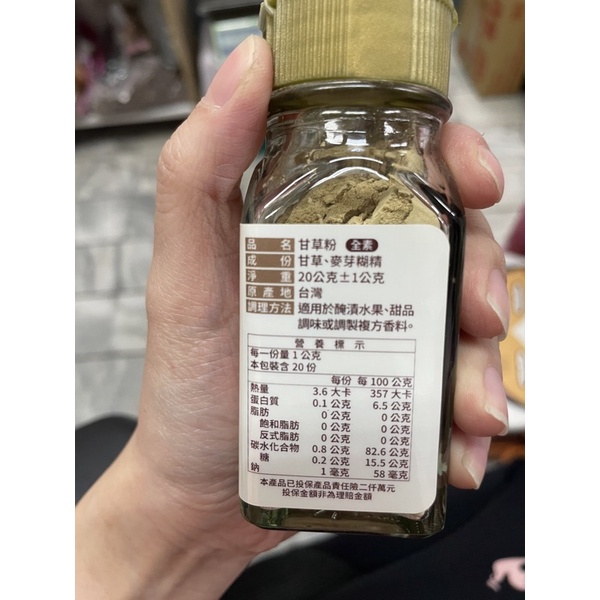 品名 甘草粉 全素
成份 甘草、麥芽糊精
淨重 20公克±1公克
原產地 台灣
調理方法 適用於醃漬水果、甜品
調味或調製複方香料。
營養標示
每一份量 1 公克
本包裝含 20 份
每份 每 100 公克
熱量 3.6 大卡 357 大卡
蛋白質 0.1 公克 6.5 公克
脂肪 0 公克 0 公克
飽和脂肪 0 公克 0 公克
反式脂肪 0 公克 0 公克
碳水化合物 0.8 公克 82.6 公克
糖 0.2 公克 15.5 公克
鈉 1 毫克 58 毫克
本產品已投保產品責任險二仟萬元
投保金額非為理賠金額